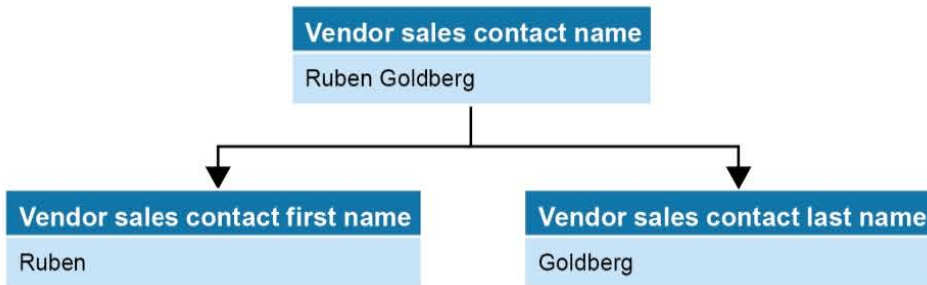 Vendor sales contact name
Ruben Goldberg
Vendor sales contact first name
Ruben
Vendor sales contact last name
Goldberg